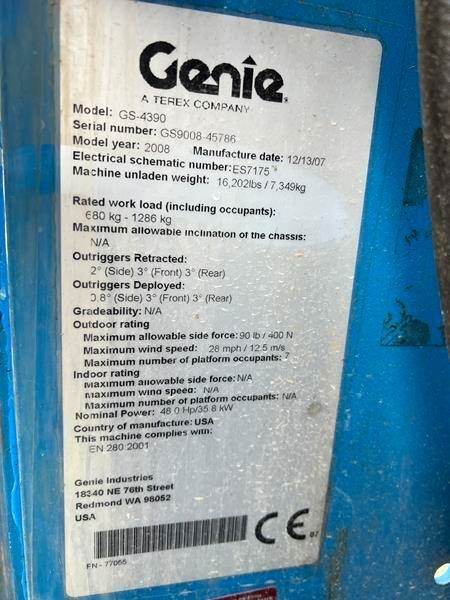 Genie
A TEREX COMPANY
Model: GS-4390
Serial number: GS9008-45786
Model year: 2008 Manufacture date: 12/13/07
Electrical schematic number: ES7175
Machine unladen weight: 16,202lbs / 7,349kg
Rated work load (including occupants):
680 kg - 1286 kg
Maximum allowable inclination of the chassis:
N/A
Outriggers Retracted:
2° (Side) 3° (Front) 3° (Rear)
Outriggers Deployed:
0.8° (Side) 3° (Front) 3° (Rear)
Gradeability: N/A
Outdoor rating
Maximum allowable side force: 90 lb / 400 N
Maximum wind speed: 28 mph / 12.5 m/s
Maximum number of platform occupants: 7
Indoor rating
Maximum allowable side force: N/A
Maximum wind speed: N/A
Maximum number of platform occupants: N/A
Nominal Power: 48.0 Hp/35.8 kW
Country of manufacture: USA
This machine complies with:
EN 280:2001
Genie Industries
18340 NE 76th Street
Redmond WA 98052
USA
CE
07
PN - 77055